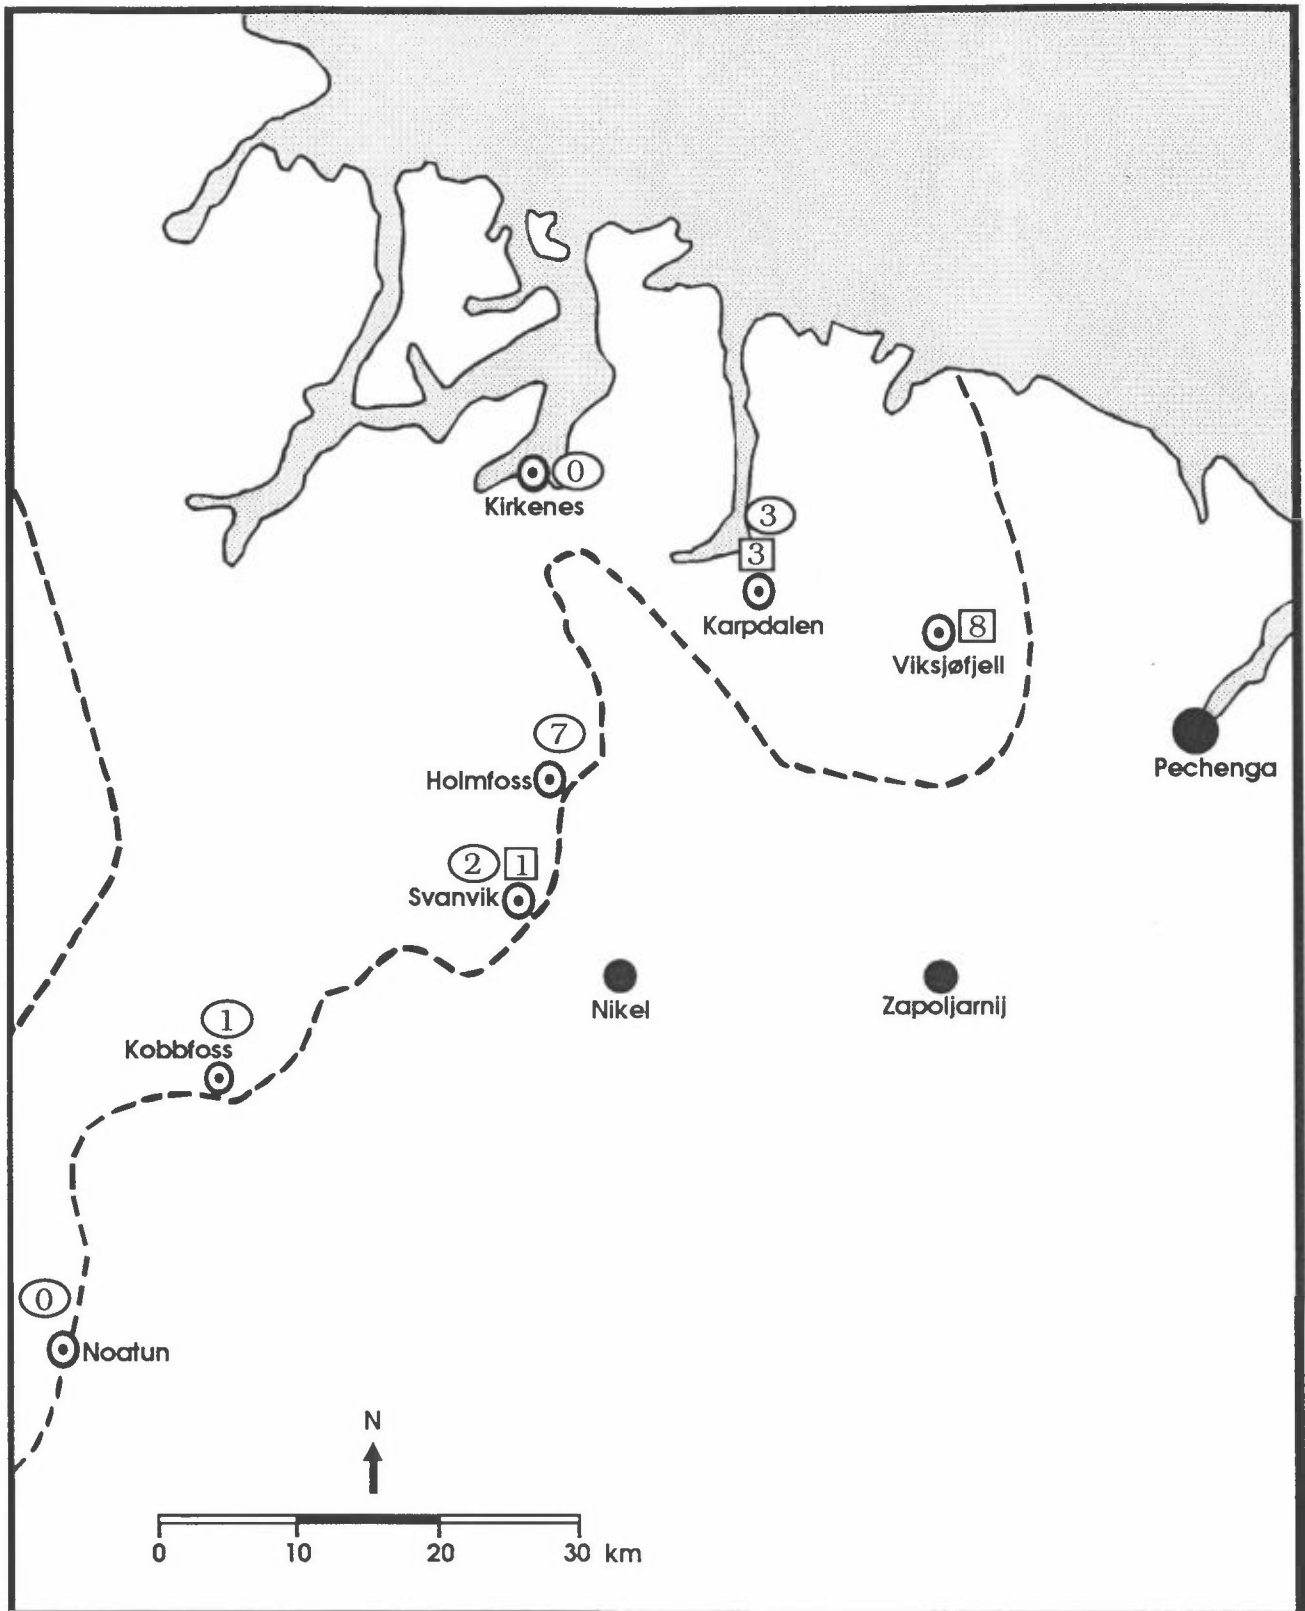 Kirkenes 0
3
3
Karpdalen
8
Viksjøfjell
7
Holmfoss
Pechenga
2 1
Svanvik
Nikel
Zapoljarnij
1
Kobbfoss
0
Noatun
N
0 10 20 30 km